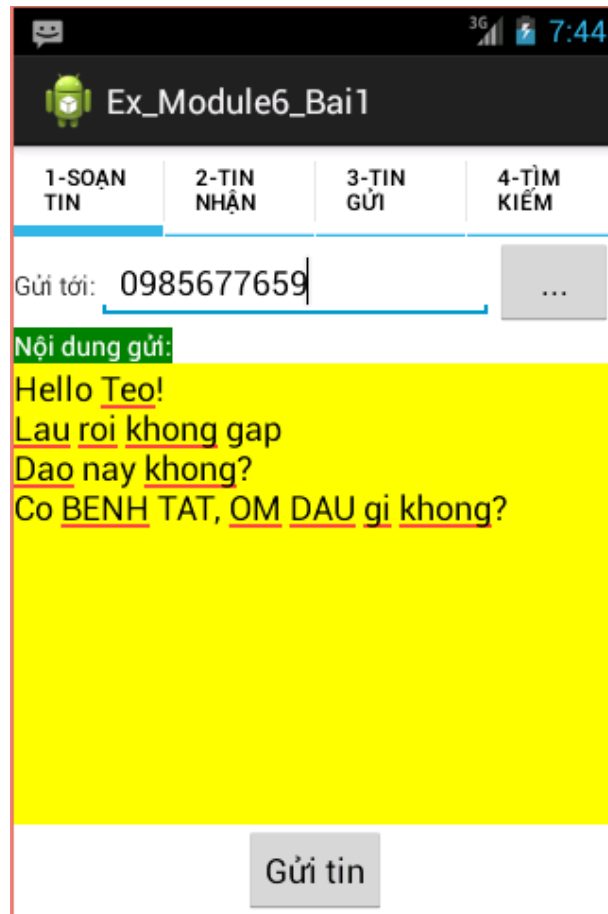 3G 7:44
Ex_Module6_Bai1
1-SOẠN TIN
2-TIN NHẬN
3-TIN GỬI
4-TÌM KIẾM
Gửi tới: 0985677659 ...
Nội dung gửi:
Hello Teo!
Lau roi khong gap
Dao nay khong?
Co BENH TAT, OM DAU gi khong?
Gửi tin